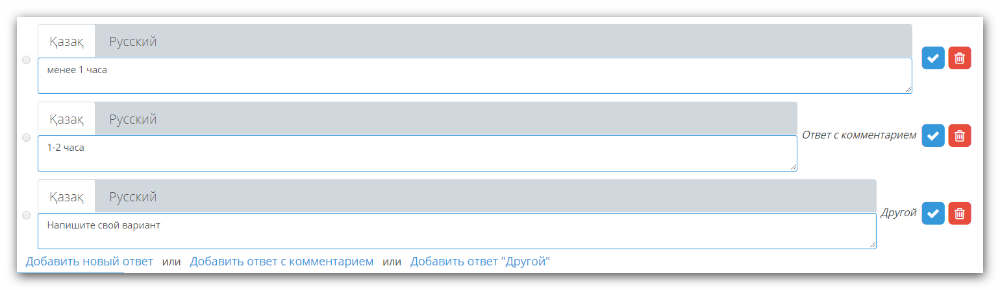 Қазақ Русский
менее 1 часа
Қазақ Русский
1-2 часа
Ответ с комментарием
Қазақ Русский
Напишите свой вариант
Другой
Добавить новый ответ или Добавить ответ с комментарием или Добавить ответ "Другой"